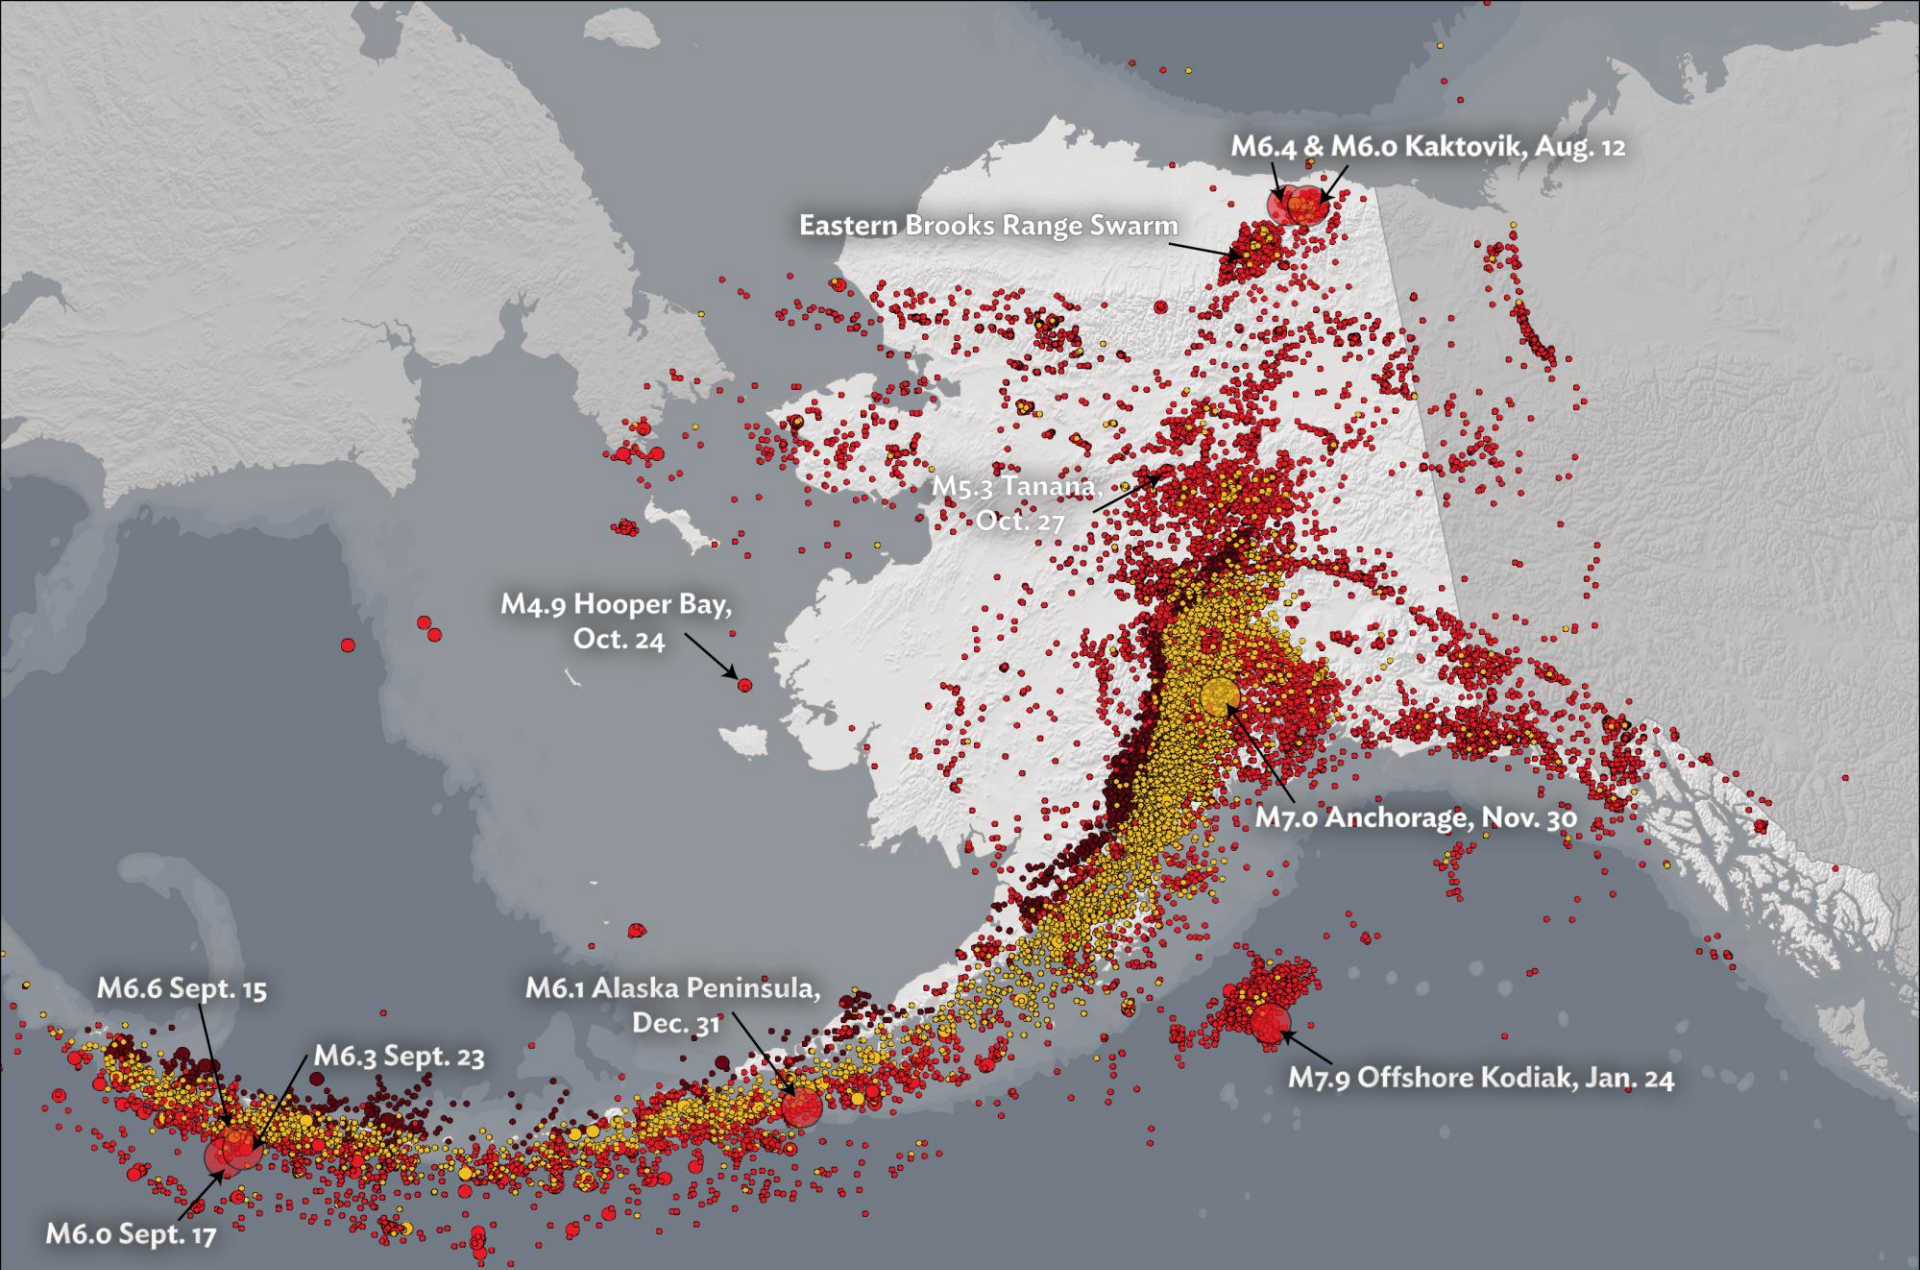 M6.4 & M6.0 Kaktovik, Aug. 12
Eastern Brooks Range Swarm
M5.3 Tanana,
Oct. 27
M4.9 Hooper Bay,
Oct. 24
M7.0 Anchorage, Nov. 30
M6.6 Sept. 15
M6.1 Alaska Peninsula,
Dec. 31
M6.3 Sept. 23
M7.9 Offshore Kodiak, Jan. 24
M6.0 Sept. 17